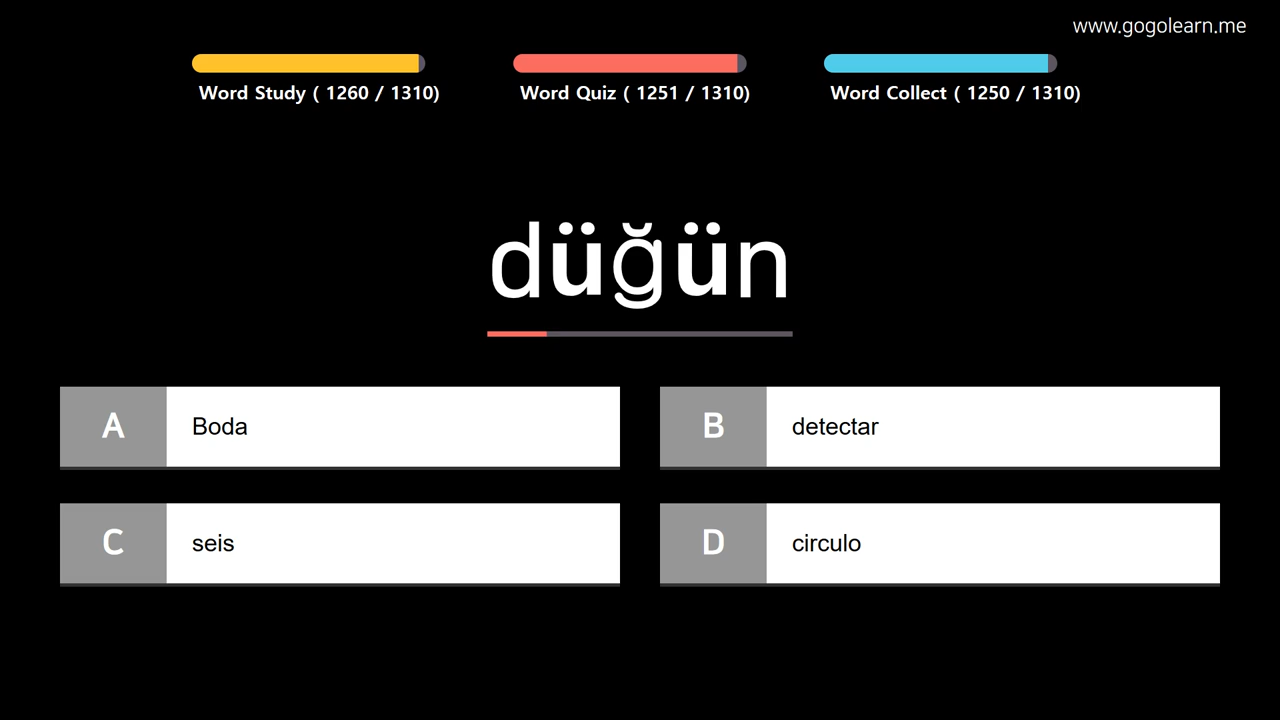 www.gogolearn.me
Word Study ( 1260 / 1310)
Word Quiz ( 1251 / 1310)
Word Collect ( 1250 / 1310)
düğün
A Boda
B detectar
C seis
D circulo